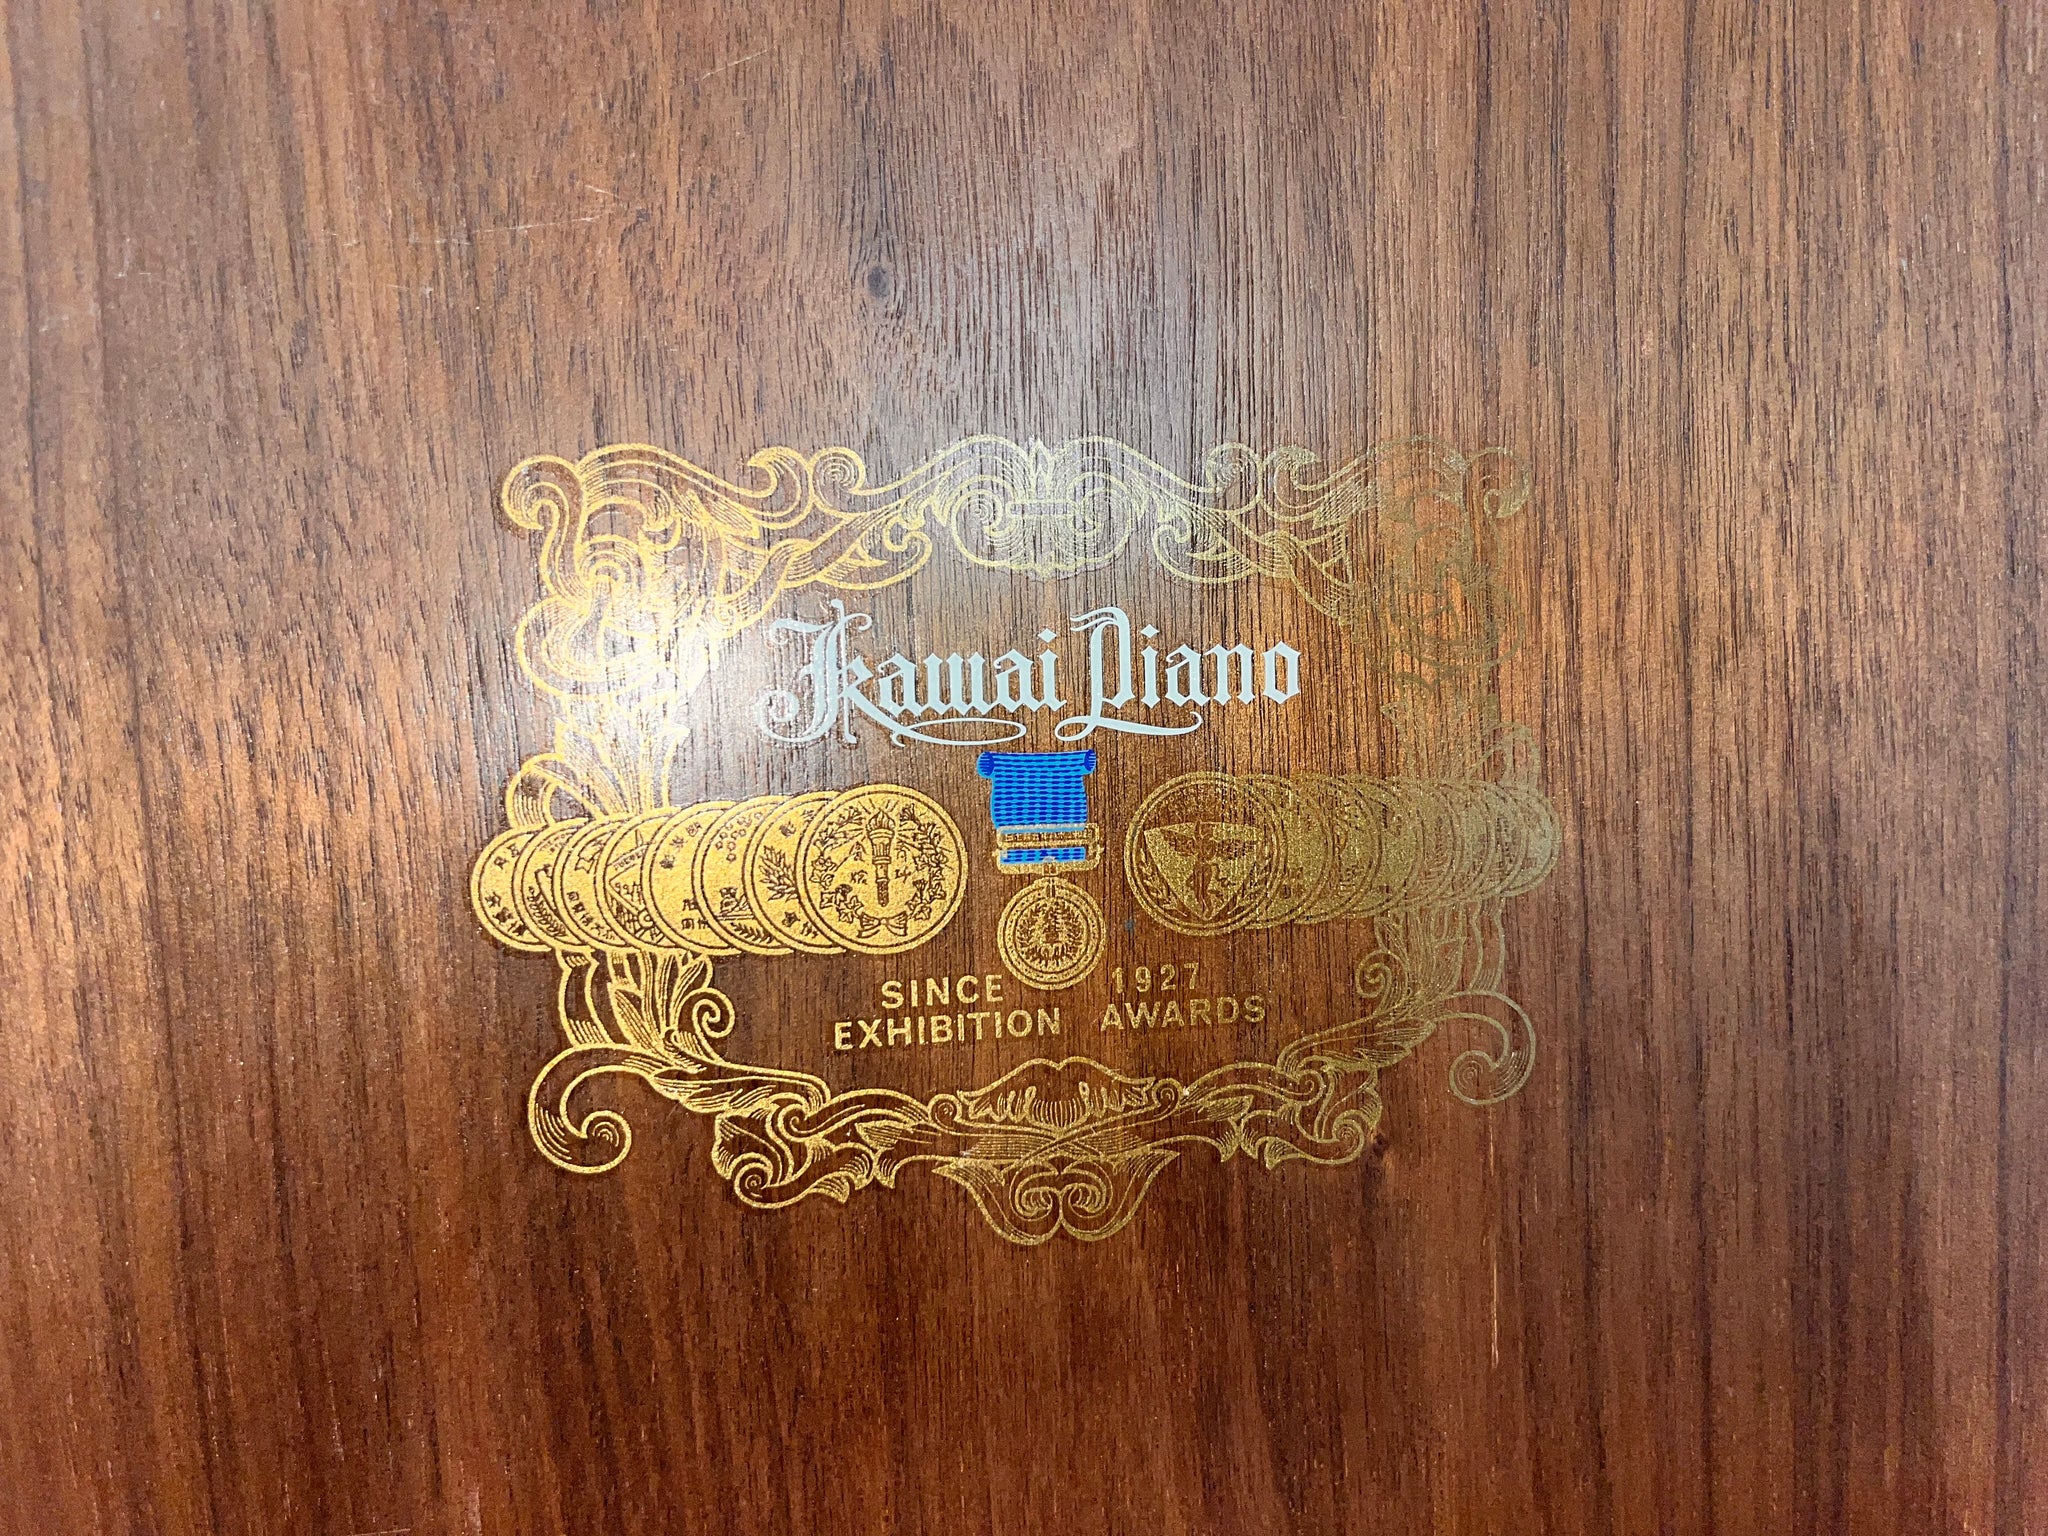 Kawai Piano
SINCE 1927
EXHIBITION AWARDS